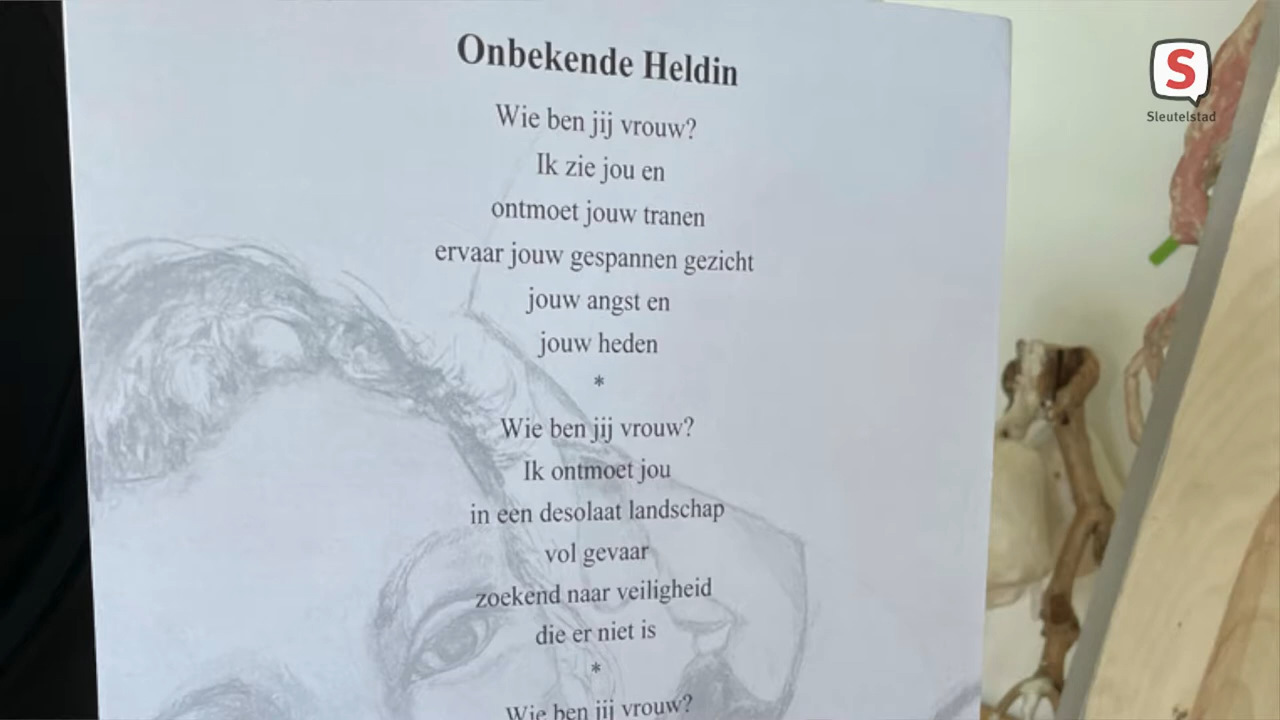 Onbekende Heldin
Wie ben jij vrouw?
Ik zie jou en
ontmoet jouw tranen
ervaar jouw gespannen gezicht
jouw angst en
jouw heden
*
Wie ben jij vrouw?
Ik ontmoet jou
in een desolaat landschap
vol gevaar
zoekend naar veiligheid
die er niet is
*
Wie ben jij vrouw?
S
Sleutelstad